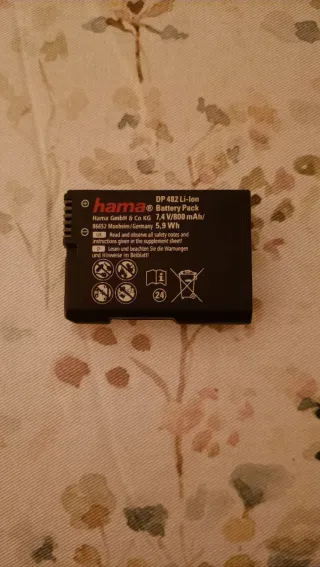 hama® DP 482 Li-Ion
Battery Pack
Hama GmbH & Co KG 7,4 V/800 mAh/
86652 Monheim/Germany 5,9 Wh
GB Read and observe all safety notes and
instructions given in the supplement sheet!
D Lesen und beachten Sie die Warnungen
und Hinweise im Beiblatt!
24